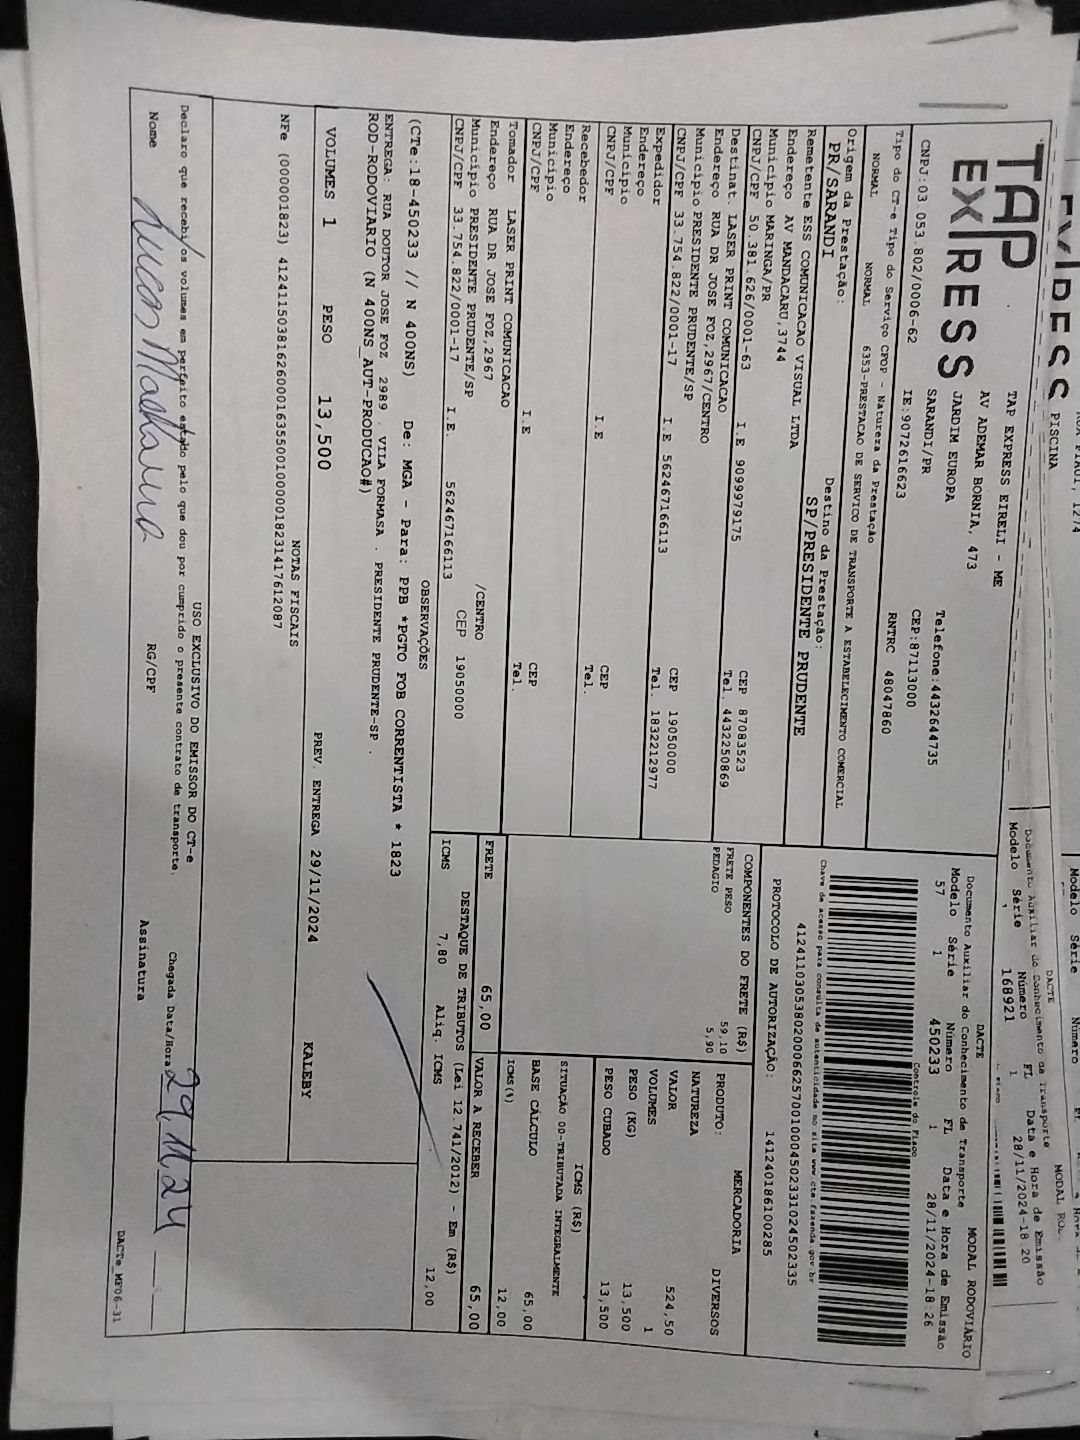 TAP EXPRESS
TAP EXPRESS EIRELI - ME
AV ADEMAR BORNIA, 473
JARDIM EUROPA
SARANDI/PR
CNPJ:03.053.802/0006-62 IE:9072616623
Telefone:4432644735
CEP:87113000
RNTRC 48047860
Tipo do CT-e Tipo do Serviço CFOP - Natureza da Prestação
NORMAL NORMAL 6353-PRESTACAO DE SERVICO DE TRANSPORTE A ESTABELECIMENTO COMERCIAL
Origem da Prestação: Destino da Prestação:
PR/SARANDI SP/PRESIDENTE PRUDENTE
Remetente ESS COMUNICACAO VISUAL LTDA
Endereço AV MANDACARU,3744
Município MARINGA/PR CEP 87083523
CNPJ/CPF 50.381.626/0001-63 I.E 9099979175 Tel. 4432250869
Destinat. LASER PRINT COMUNICACAO
Endereço RUA DR JOSE FOZ,2967/CENTRO
Município PRESIDENTE PRUDENTE/SP CEP 19050000
CNPJ/CPF 33.754.822/0001-17 I.E 562467166113 Tel. 1832212977
Expedidor
Endereço
Município CEP
CNPJ/CPF I.E Tel.
Recebedor
Endereço
Município CEP
CNPJ/CPF I.E Tel.
Tomador LASER PRINT COMUNICACAO
Endereço RUA DR JOSE FOZ,2967 /CENTRO
Município PRESIDENTE PRUDENTE/SP CEP 19050000
CNPJ/CPF 33.754.822/0001-17 I.E. 562467166113
DACTE MODAL RODOVIÁRIO
Documento Auxiliar do Conhecimento de Transporte
Modelo Série Número FL Data e Hora de Emissão
57 1 450233 1 28/11/2024-18:26
Controle do Fisco
Chave de acesso para consulta de autenticidade no site www.cte.fazenda.gov.br
41241103053802000662570010004502331024502335
PROTOCOLO DE AUTORIZAÇÃO: 141240186100285
COMPONENTES DO FRETE (R$)
FRETE PESO 59,10
PEDAGIO 5,90
MERCADORIA
PRODUTO: DIVERSOS
NATUREZA
VALOR 524,50
VOLUMES 1
PESO (KG) 13,500
PESO CUBADO 13,500
ICMS (R$)
SITUAÇÃO 00-TRIBUTADA INTEGRALMENTE
BASE CÁLCULO 65,00
ICMS(%) 12,00
FRETE 65,00 VALOR A RECEBER 65,00
DESTAQUE DE TRIBUTOS (Lei 12.741/2012) - Em (R$)
ICMS 7,80 Aliq. ICMS 12,00
OBSERVAÇÕES
(CTe:18-450233 // N 400NS) De: MGA - Para: PPB *PGTO FOB CORRENTISTA * 1823
ENTREGA: RUA DOUTOR JOSE FOZ 2989 . VILA FORMASA . PRESIDENTE PRUDENTE-SP .
ROD-RODOVIARIO (N 400NS_AUT-PRODUCAO#)
VOLUMES 1 PESO 13,500 PREV. ENTREGA 29/11/2024 KALEBY
NOTAS FISCAIS
NFe (000001823) 41241150381626000163550010000018231417612087
USO EXCLUSIVO DO EMISSOR DO CT-e
Declaro que recebi os volumes em perfeito estado pelo que dou por cumprido o presente contrato de transporte.
Chegada Data/Hora 29,11,24
Nome RG/CPF Assinatura
DACTe_MF06-31
PISCINA
DACTE MODAL
Documento Auxiliar do Conhecimento de Transporte
Modelo Série Número FL Data e Hora de Emissão
1 168921 1 28/11/2024-18:20
Modelo Série Número